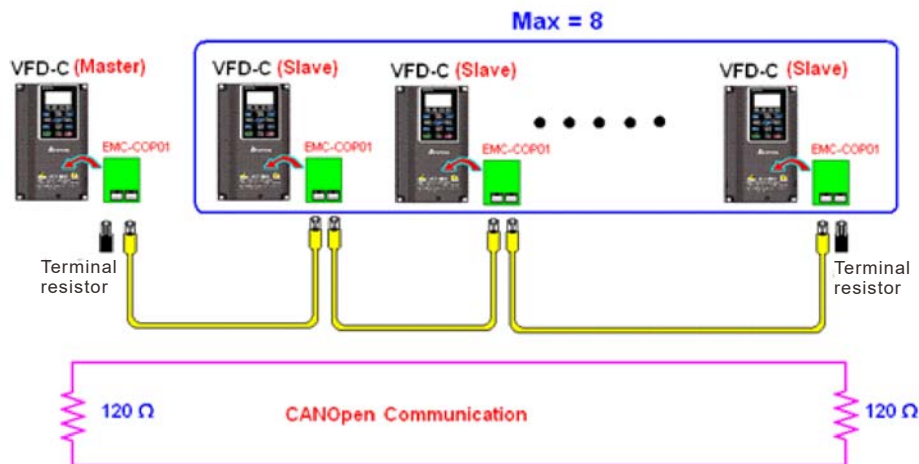 Max = 8
VFD-C (Master)
VFD-C (Slave)
VFD-C (Slave)
VFD-C (Slave)
EMC-COP01
EMC-COP01
EMC-COP01
EMC-COP01
Terminal
resistor
Terminal
resistor
120 Ω
CANOpen Communication
120 Ω